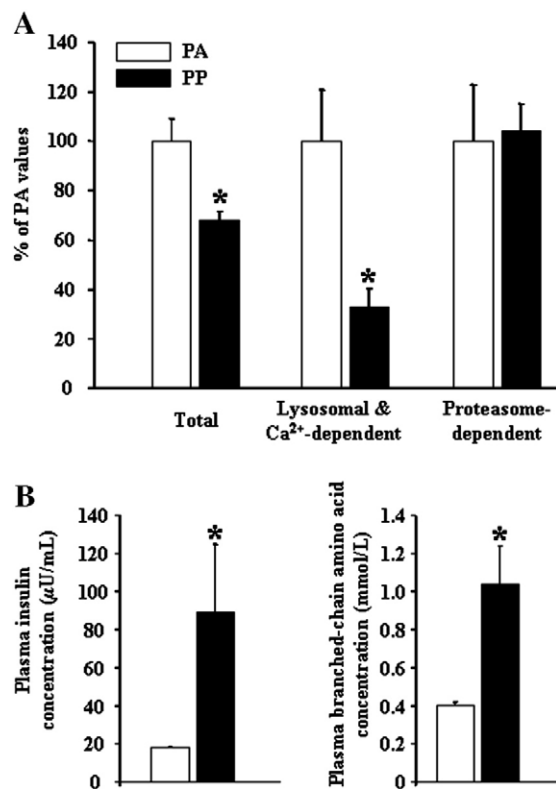 A
140
120
100
80
60
40
20
0
% of PA values
PA
PP
*
*
Total
Lysosomal &
Ca²⁺-dependent
Proteasome-
dependent
B
140
120
100
80
60
40
20
0
Plasma insulin
concentration (µU/mL)
*
1.4
1.2
1.0
0.8
0.6
0.4
0.2
0
Plasma branched-chain amino acid
concentration (mmol/L)
*